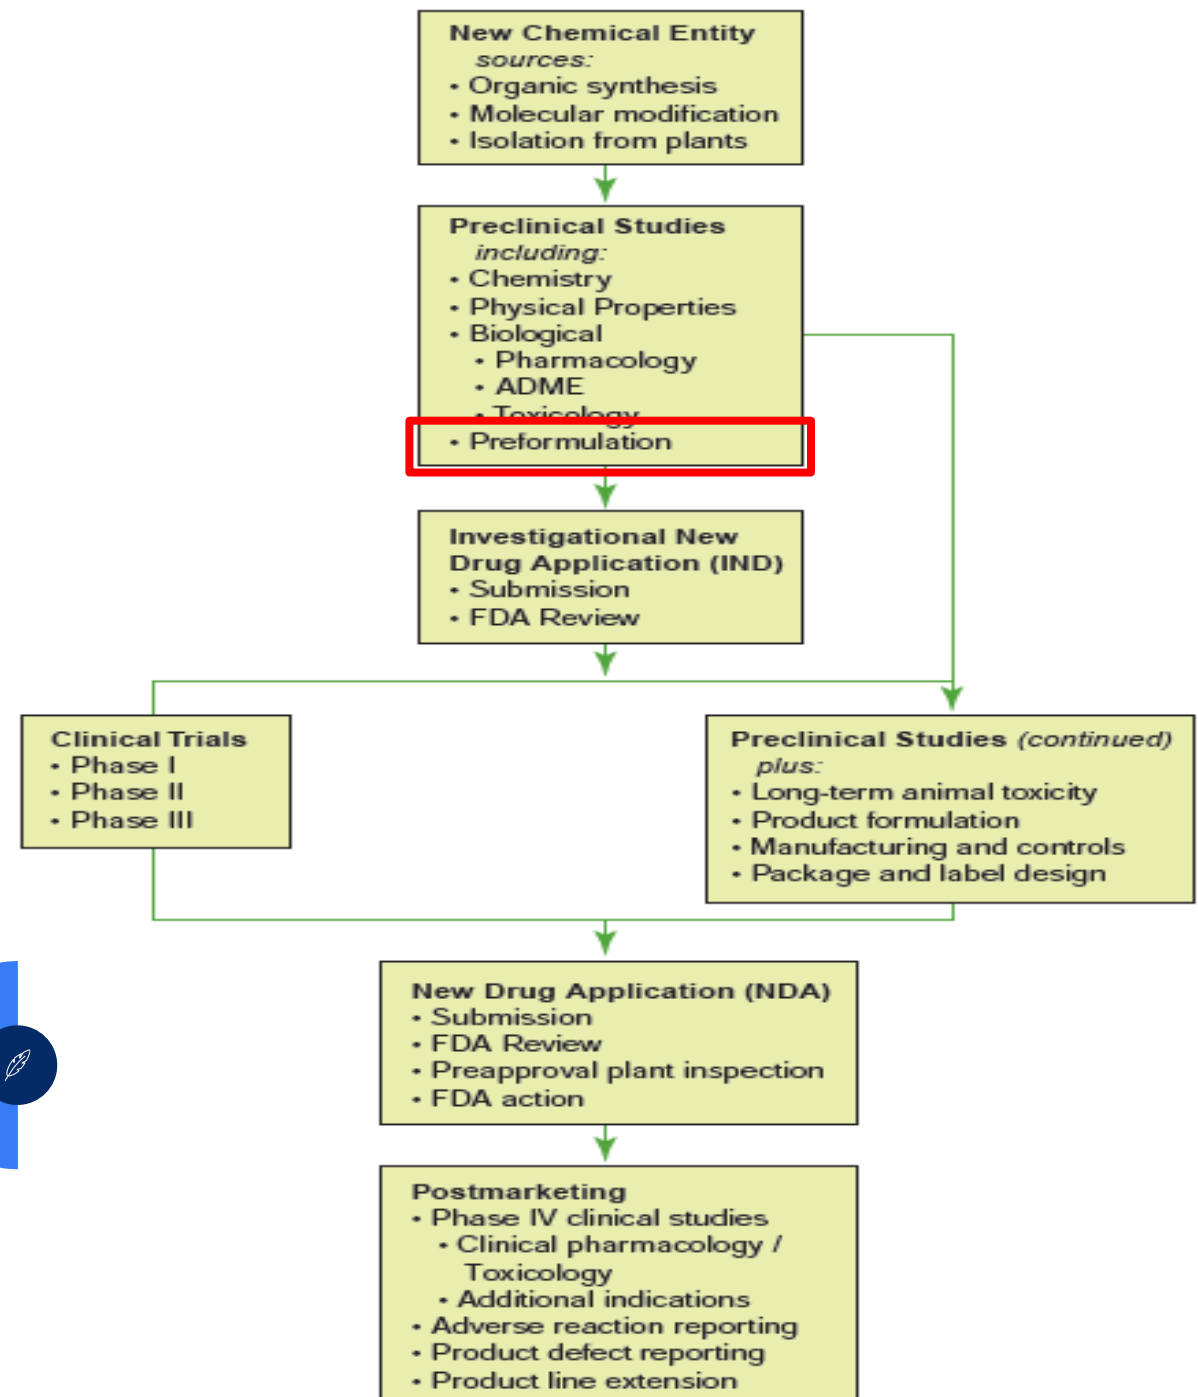 New Chemical Entity
sources:
• Organic synthesis
• Molecular modification
• Isolation from plants
Preclinical Studies
including:
• Chemistry
• Physical Properties
• Biological
• Pharmacology
• ADME
• Toxicology
• Preformulation
Investigational New
Drug Application (IND)
• Submission
• FDA Review
Clinical Trials
• Phase I
• Phase II
• Phase III
Preclinical Studies (continued)
plus:
• Long-term animal toxicity
• Product formulation
• Manufacturing and controls
• Package and label design
New Drug Application (NDA)
• Submission
• FDA Review
• Preapproval plant inspection
• FDA action
Postmarketing
• Phase IV clinical studies
• Clinical pharmacology /
Toxicology
• Additional indications
• Adverse reaction reporting
• Product defect reporting
• Product line extension